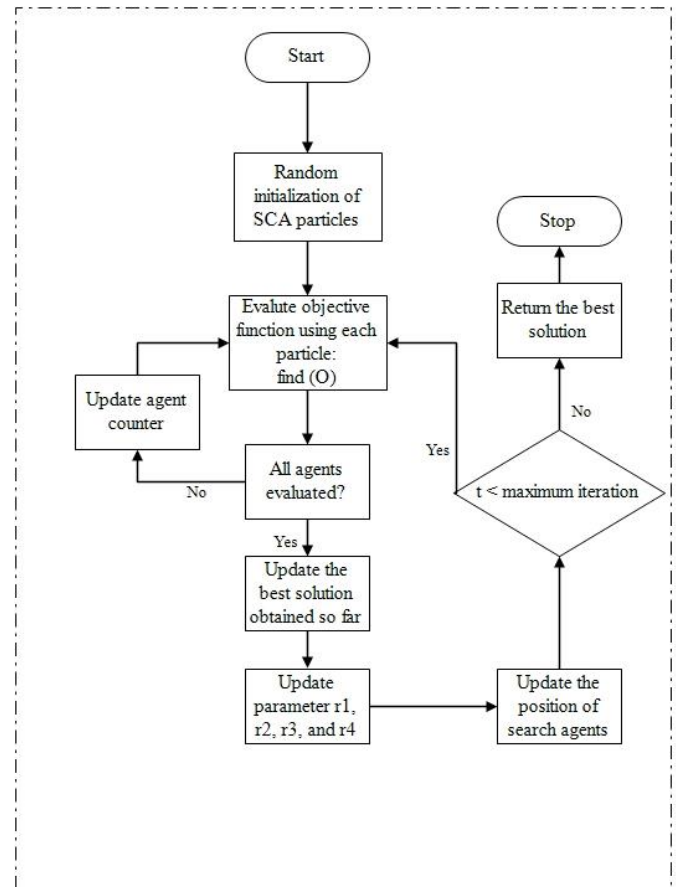 Start
Random
initialization of
SCA particles
Evalute objective
function using each
particle:
find (O)
Update agent
counter
All agents
evaluated?
No
Yes
Update the
best solution
obtained so far
Update
parameter r1,
r2, r3, and r4
Update the
position of
search agents
t < maximum iteration
Yes
No
Return the best
solution
Stop